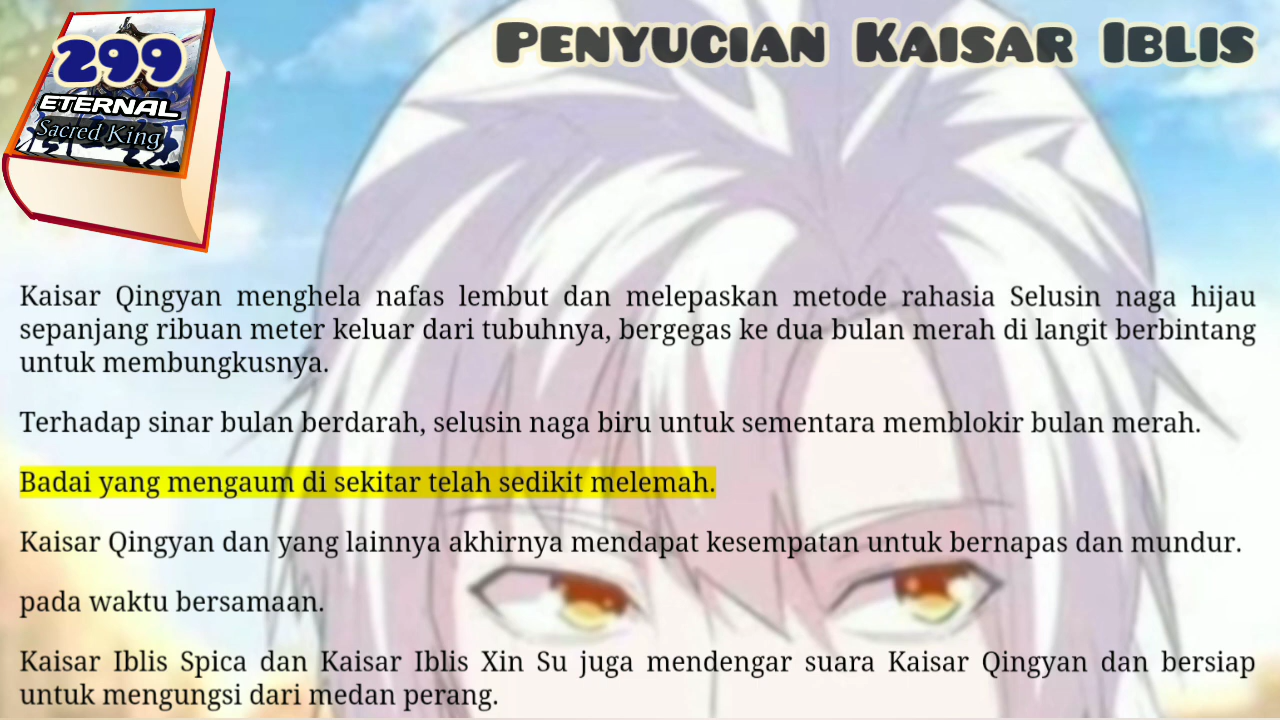 299
ETERNAL
Sacred King
Penyucian Kaisar Iblis
Kaisar Qingyan menghela nafas lembut dan melepaskan metode rahasia Selusin naga hijau
sepanjang ribuan meter keluar dari tubuhnya, bergegas ke dua bulan merah di langit berbintang
untuk membungkusnya.
Terhadap sinar bulan berdarah, selusin naga biru untuk sementara memblokir bulan merah.
Badai yang mengaum di sekitar telah sedikit melemah.
Kaisar Qingyan dan yang lainnya akhirnya mendapat kesempatan untuk bernapas dan mundur.
pada waktu bersamaan.
Kaisar Iblis Spica dan Kaisar Iblis Xin Su juga mendengar suara Kaisar Qingyan dan bersiap
untuk mengungsi dari medan perang.